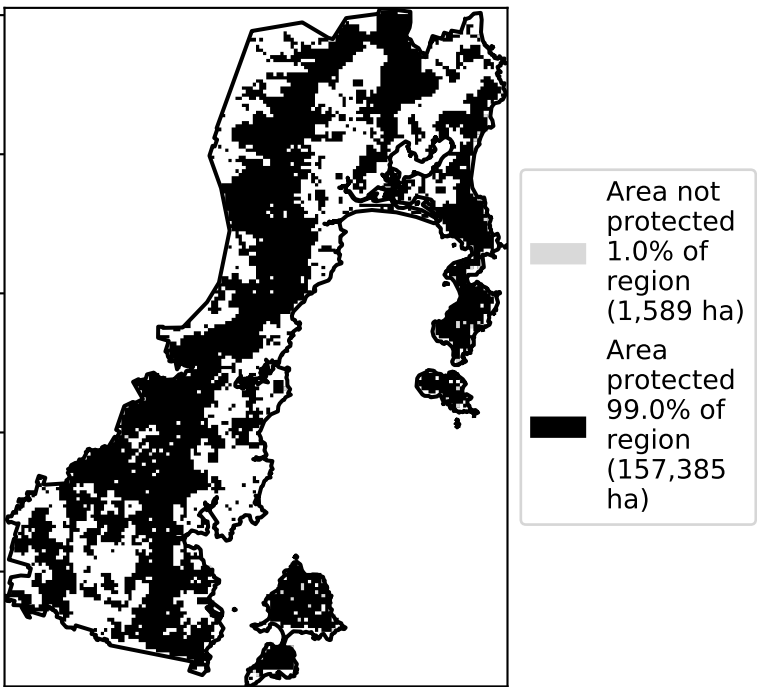 Area not
protected
1.0% of
region
(1,589 ha)
Area
protected
99.0% of
region
(157,385
ha)